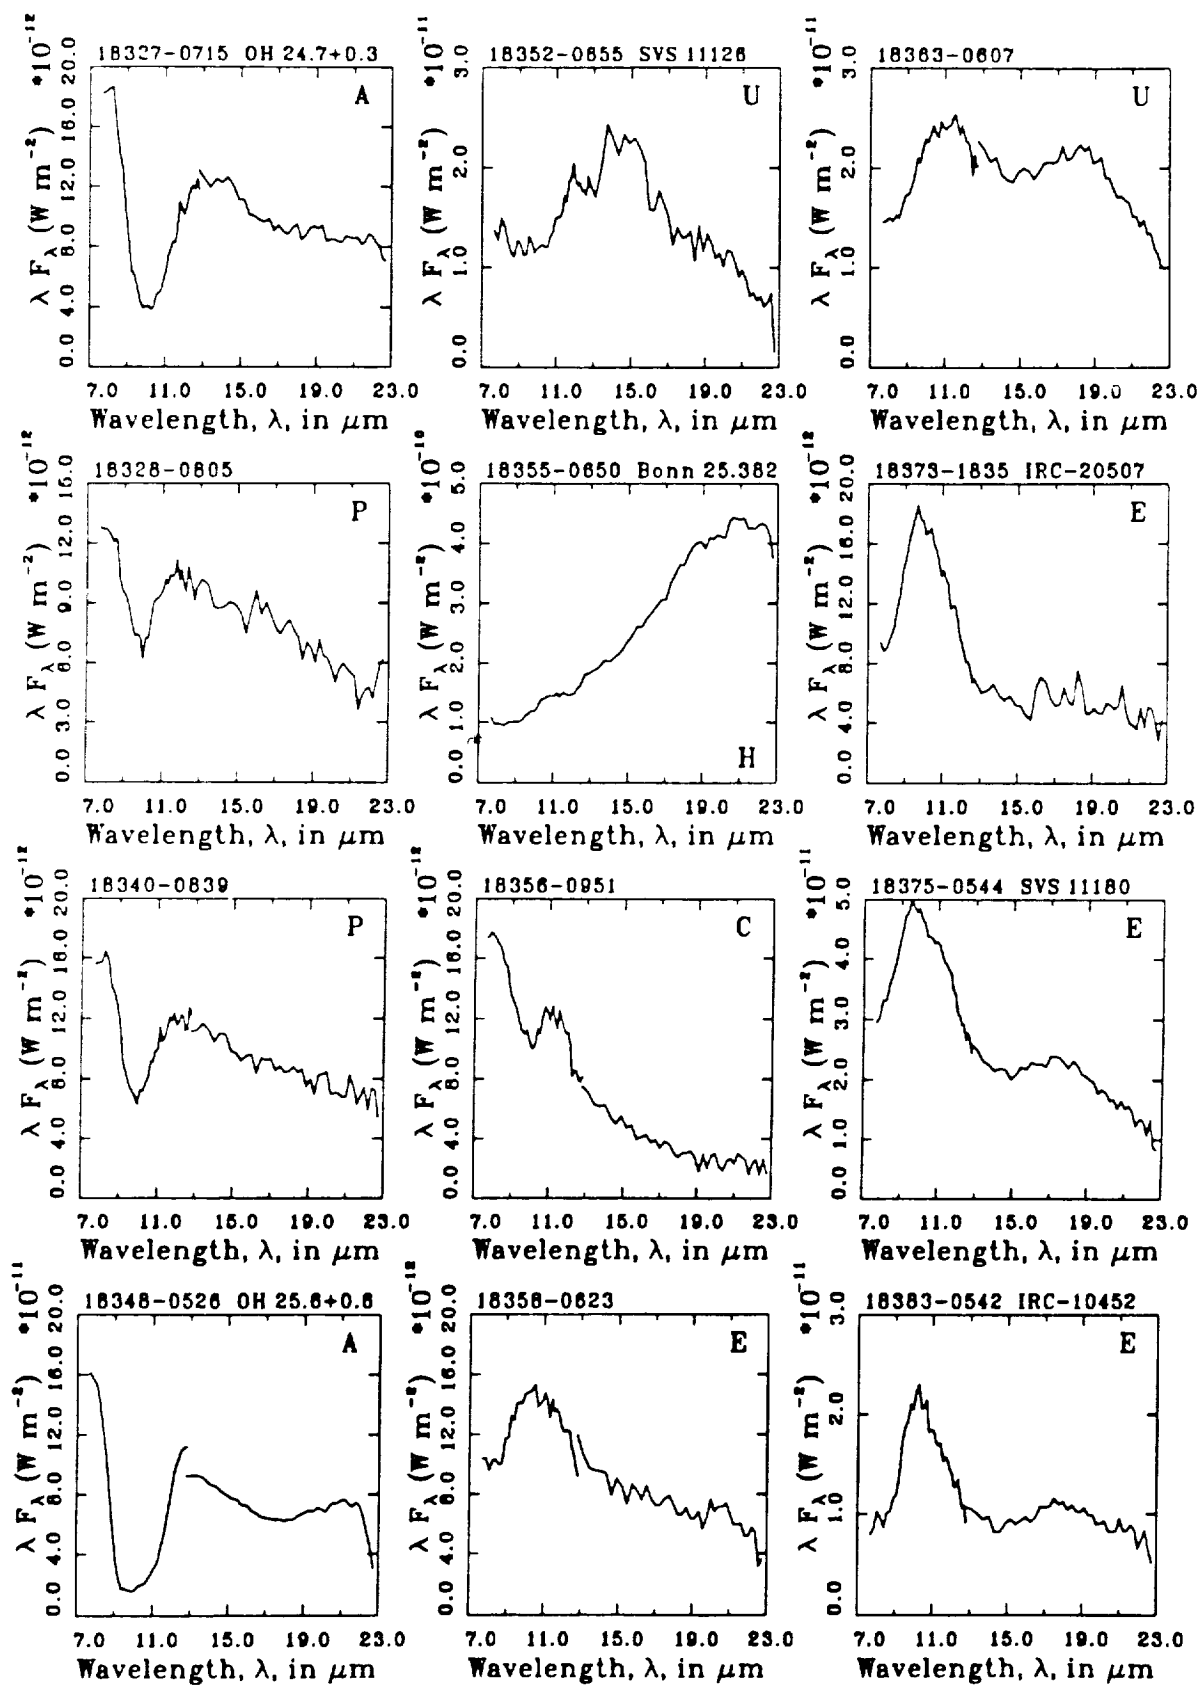 18327-0715 OH 24.7+0.3
A
λ F_λ (W m⁻²) *10⁻¹²
0.0 4.0 8.0 12.0 16.0 20.0
7.0 11.0 15.0 19.0 23.0
Wavelength, λ, in μm
18352-0855 SVS 11126
U
λ F_λ (W m⁻²) *10⁻¹¹
0.0 1.0 2.0 3.0
7.0 11.0 15.0 19.0 23.0
Wavelength, λ, in μm
18363-0607
U
λ F_λ (W m⁻²) *10⁻¹¹
0.0 1.0 2.0 3.0
7.0 11.0 15.0 19.0 23.0
Wavelength, λ, in μm
18328-0805
P
λ F_λ (W m⁻²) *10⁻¹²
0.0 3.0 6.0 9.0 12.0 15.0
7.0 11.0 15.0 19.0 23.0
Wavelength, λ, in μm
18355-0650 Bonn 25.382
H
λ F_λ (W m⁻²) *10⁻¹⁰
0.0 1.0 2.0 3.0 4.0 5.0
7.0 11.0 15.0 19.0 23.0
Wavelength, λ, in μm
18373-1835 IRC-20507
E
λ F_λ (W m⁻²) *10⁻¹²
0.0 4.0 8.0 12.0 16.0 20.0
7.0 11.0 15.0 19.0 23.0
Wavelength, λ, in μm
18340-0839
P
λ F_λ (W m⁻²) *10⁻¹²
0.0 4.0 8.0 12.0 16.0 20.0
7.0 11.0 15.0 19.0 23.0
Wavelength, λ, in μm
18356-0951
C
λ F_λ (W m⁻²) *10⁻¹²
0.0 4.0 8.0 12.0 16.0 20.0
7.0 11.0 15.0 19.0 23.0
Wavelength, λ, in μm
18375-0544 SVS 11180
E
λ F_λ (W m⁻²) *10⁻¹¹
0.0 1.0 2.0 3.0 4.0 5.0
7.0 11.0 15.0 19.0 23.0
Wavelength, λ, in μm
18348-0526 OH 25.6+0.6
A
λ F_λ (W m⁻²) *10⁻¹¹
0.0 4.0 8.0 12.0 16.0 20.0
7.0 11.0 15.0 19.0 23.0
Wavelength, λ, in μm
18358-0623
E
λ F_λ (W m⁻²) *10⁻¹²
0.0 4.0 8.0 12.0 16.0 20.0
7.0 11.0 15.0 19.0 23.0
Wavelength, λ, in μm
18383-0542 IRC-10452
E
λ F_λ (W m⁻²) *10⁻¹¹
0.0 1.0 2.0 3.0
7.0 11.0 15.0 19.0 23.0
Wavelength, λ, in μm